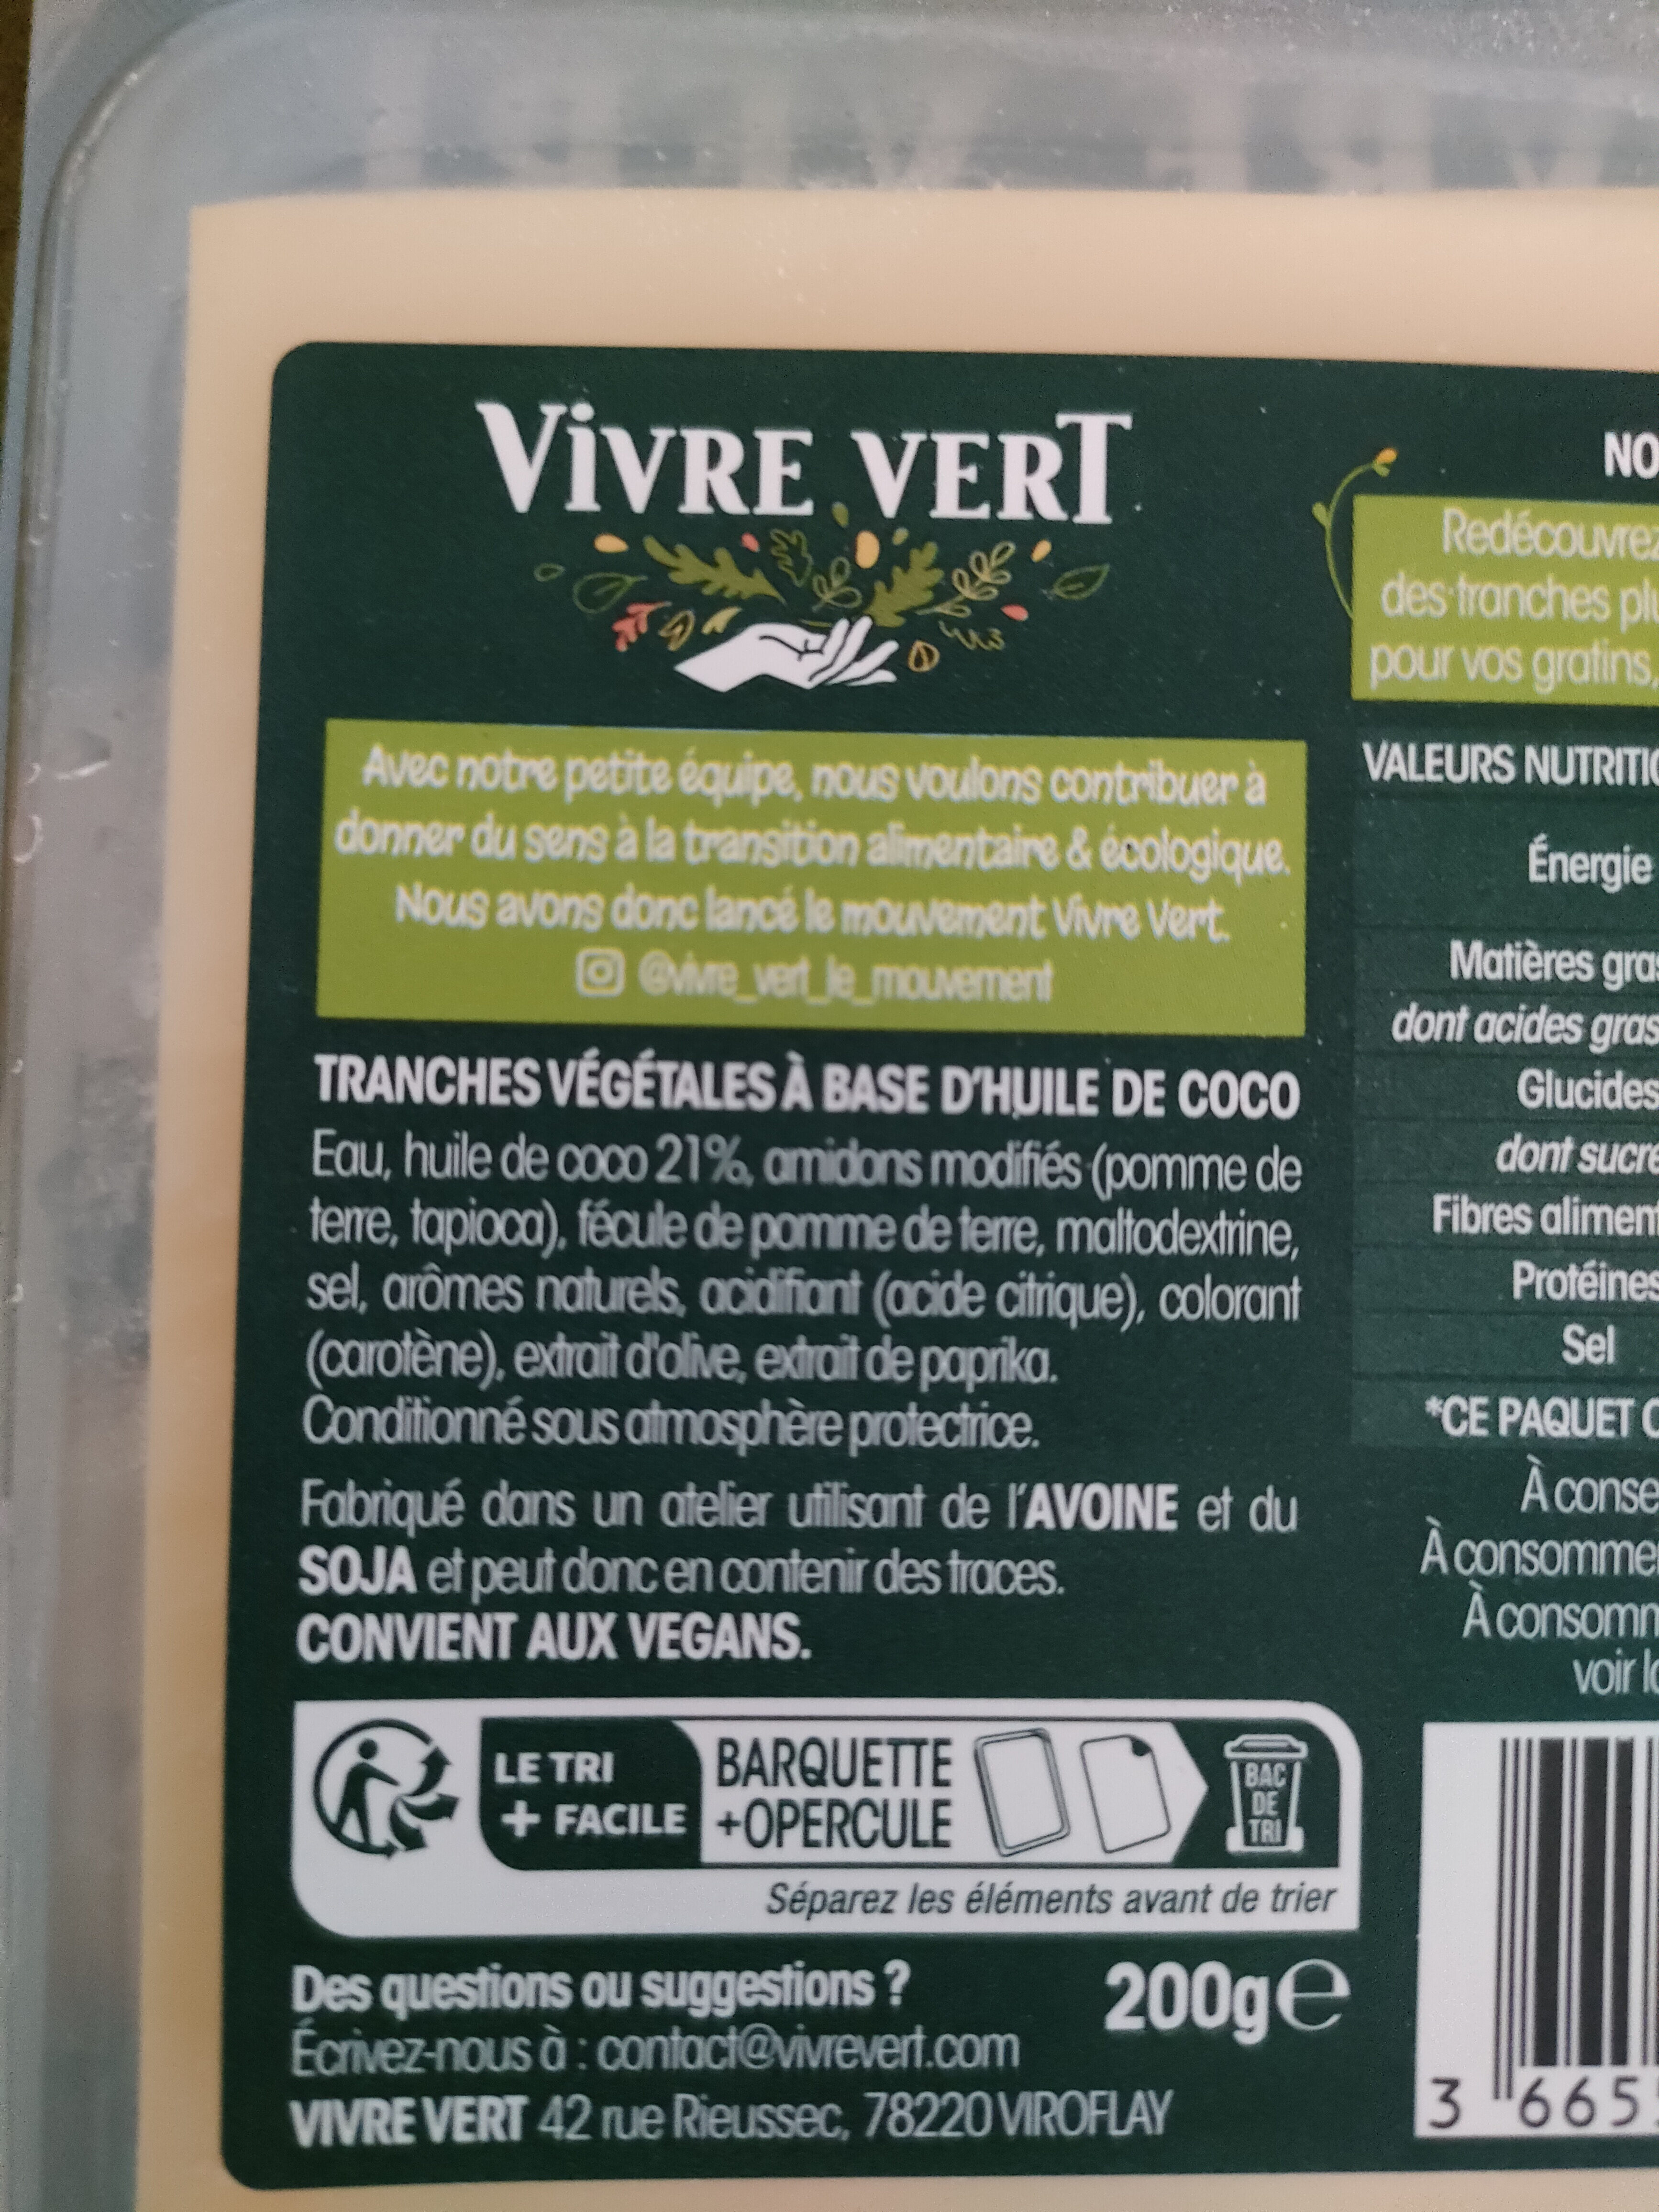 VIVRE VERT
Avec notre petite équipe, nous voulons contribuer à
donner du sens à la transition alimentaire & écologique.
Nous avons donc lancé le mouvement Vivre Vert.
@vivre_vert_le_mouvement
TRANCHES VÉGÉTALES À BASE D'HUILE DE COCO
Eau, huile de coco 21%, amidons modifiés (pomme de
terre, tapioca), fécule de pomme de terre, maltodextrine,
sel, arômes naturels, acidifiant (acide citrique), colorant
(carotène), extrait d'olive, extrait de paprika.
Conditionné sous atmosphère protectrice.
Fabriqué dans un atelier utilisant de l'AVOINE et du
SOJA et peut donc en contenir des traces.
CONVIENT AUX VEGANS.
LE TRI
+ FACILE
BARQUETTE
+OPERCULE
BAC
DE
TRI
Séparez les éléments avant de trier
Des questions ou suggestions ?
Écrivez-nous à : contact@vivrevert.com
200g e
VIVRE VERT 42 rue Rieussec, 78220 VIROFLAY
NO
Redécouvrez
des tranches plu
pour vos gratins,
VALEURS NUTRITIO
Énergie
Matières gras
dont acides gras
Glucides
dont sucre
Fibres aliment
Protéines
Sel
*CE PAQUET C
À conse
À consommer
À consomm
voir lo
3 665